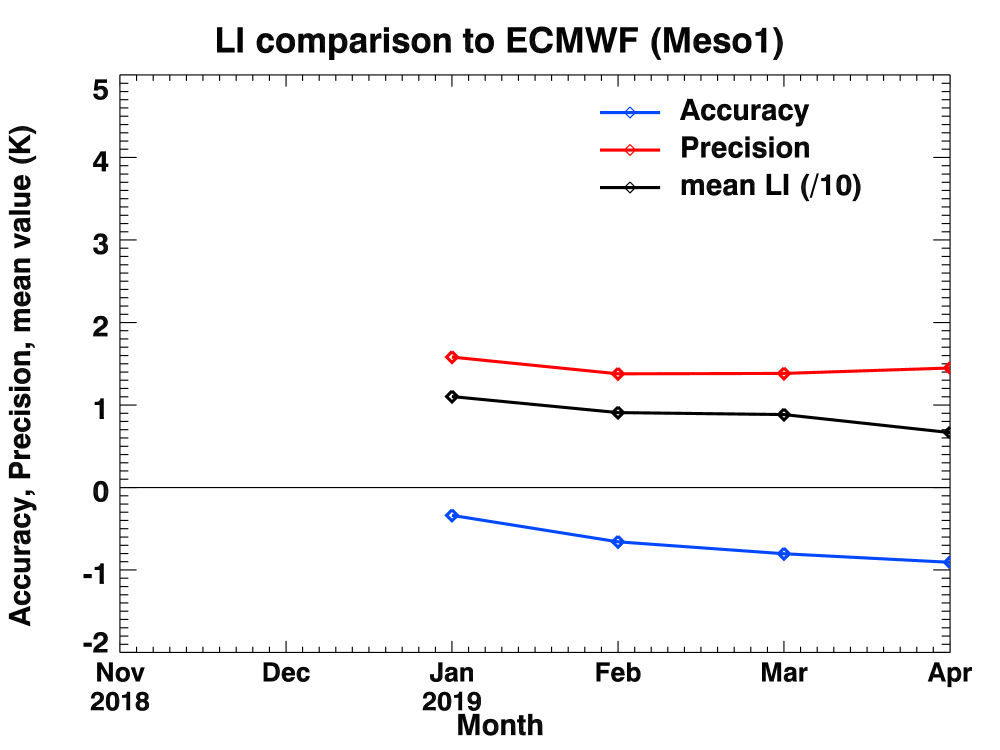 LI comparison to ECMWF (Meso1)
Accuracy, Precision, mean value (K)
5
4
3
2
1
0
-1
-2
Accuracy
Precision
mean LI (/10)
Nov Dec Jan Feb Mar Apr
2018 2019
Month